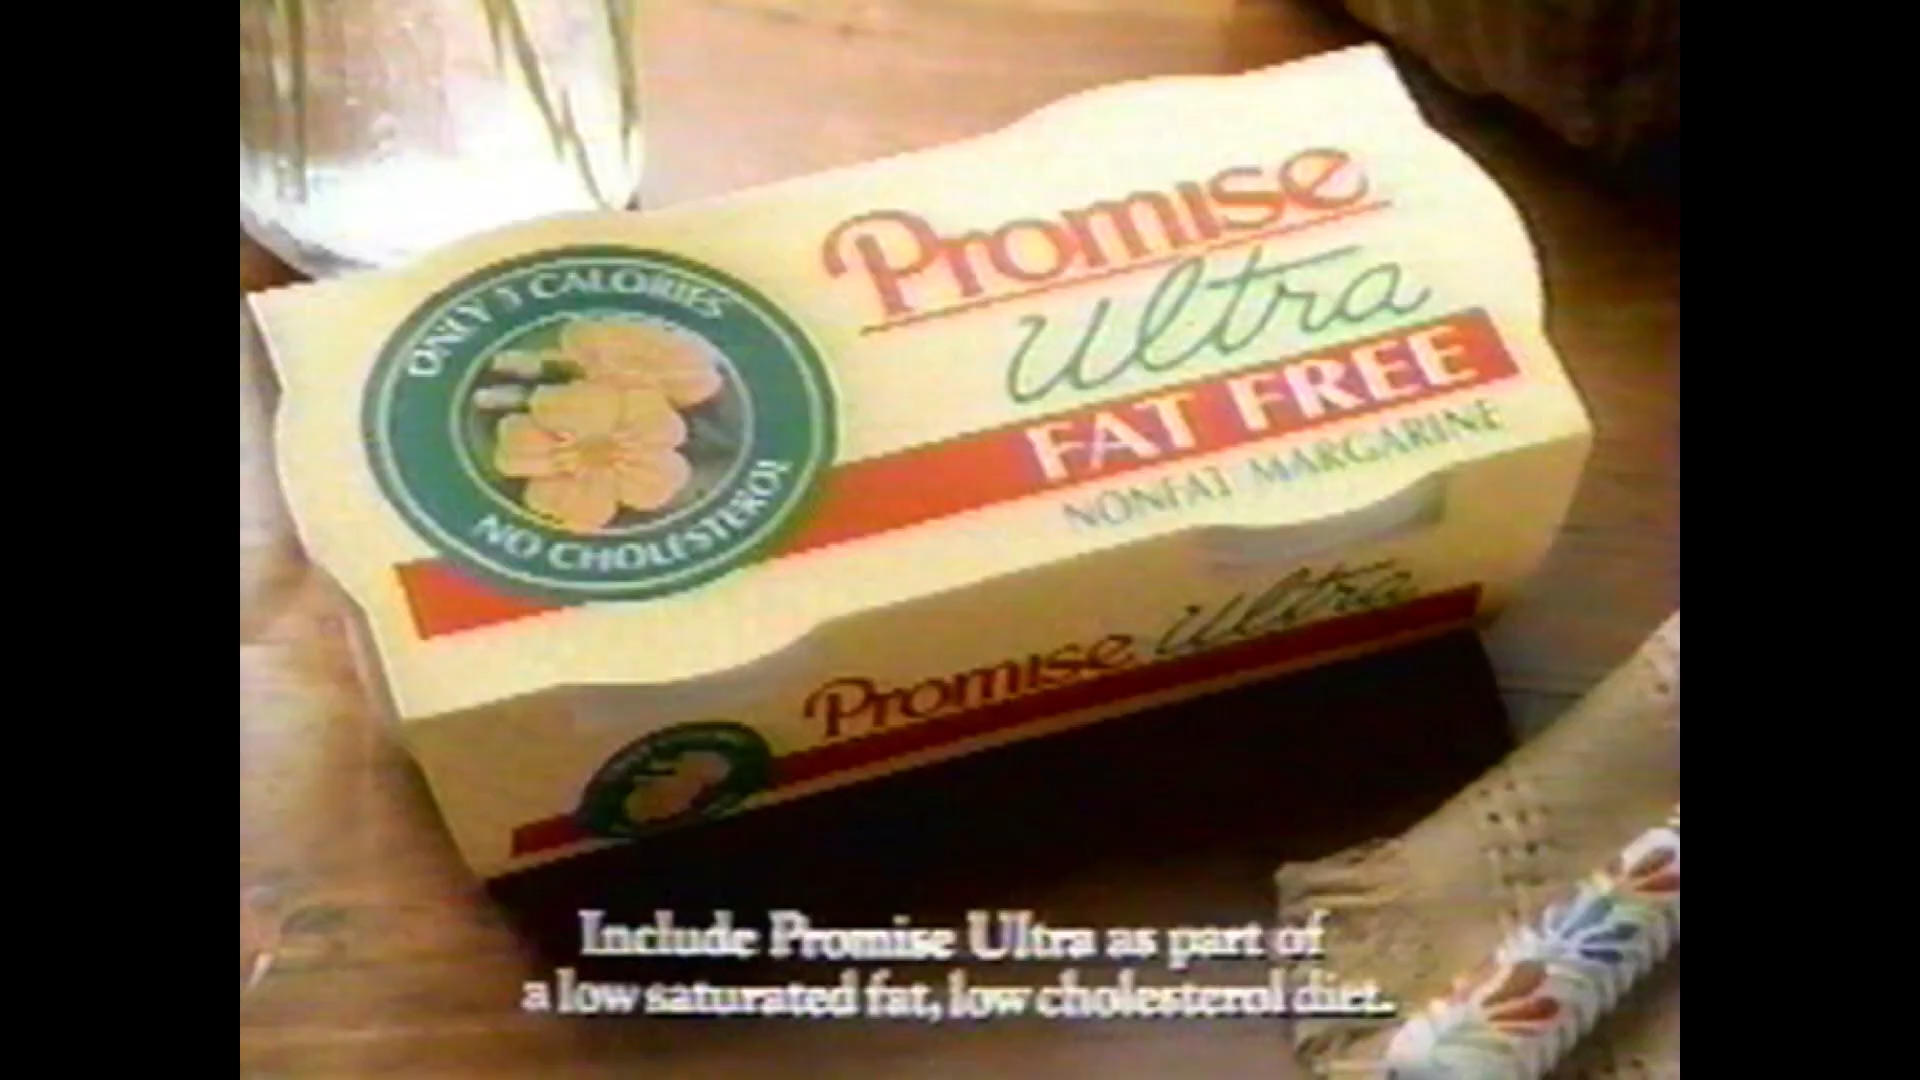 Promise
ultra
FAT FREE
NONFAT MARGARINE
ONLY 5 CALORIES
NO CHOLESTEROL
Promise ultra
Include Promise Ultra as part of
a low saturated fat, low cholesterol diet.